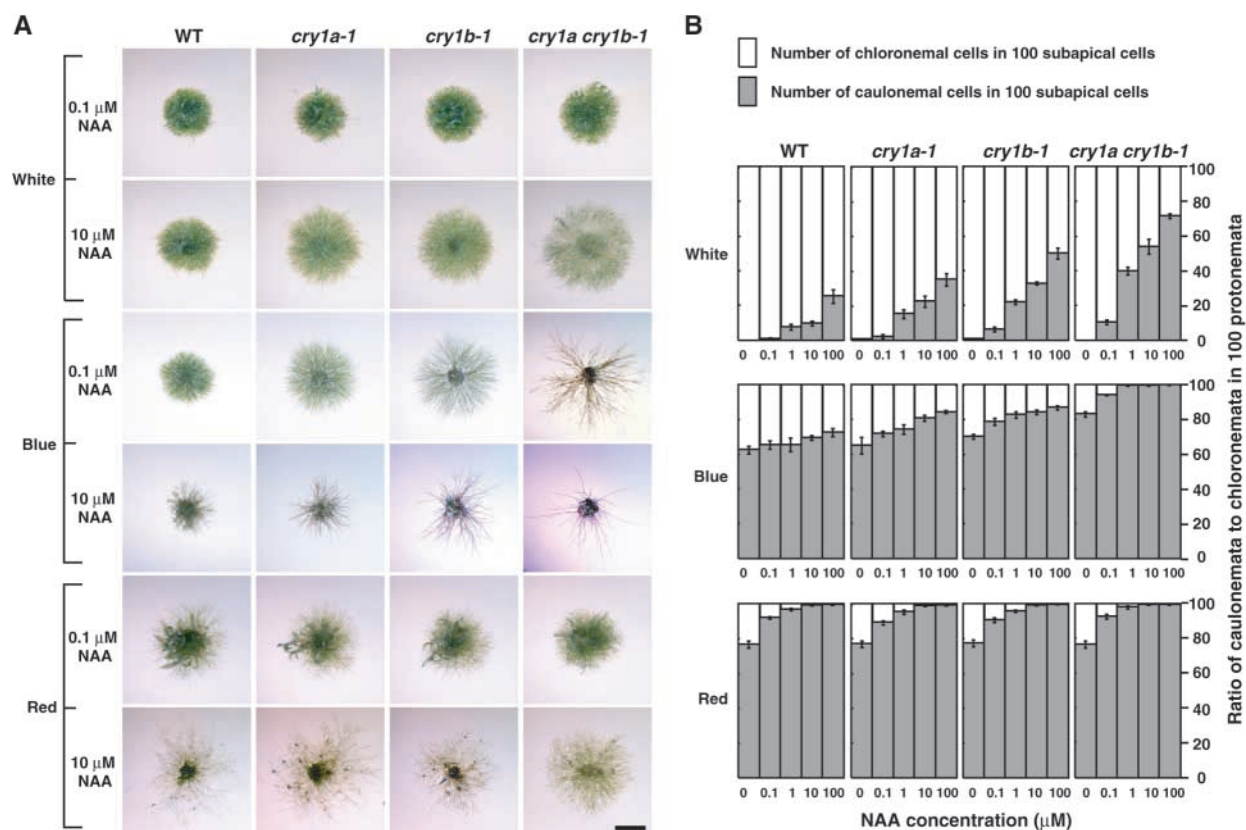 A
WT cry1a-1 cry1b-1 cry1a cry1b-1
White
0.1 μM
NAA
10 μM
NAA
Blue
0.1 μM
NAA
10 μM
NAA
Red
0.1 μM
NAA
10 μM
NAA
B
Number of chloronemal cells in 100 subapical cells
Number of caulonemal cells in 100 subapical cells
WT cry1a-1 cry1b-1 cry1a cry1b-1
White
100
80
60
40
20
0
0 0.1 1 10 100 0 0.1 1 10 100 0 0.1 1 10 100 0 0.1 1 10 100
Blue
100
80
60
40
20
0
0 0.1 1 10 100 0 0.1 1 10 100 0 0.1 1 10 100 0 0.1 1 10 100
Red
100
80
60
40
20
0
0 0.1 1 10 100 0 0.1 1 10 100 0 0.1 1 10 100 0 0.1 1 10 100
NAA concentration (μM)
Ratio of caulonemata to chloronemata in 100 protonemata